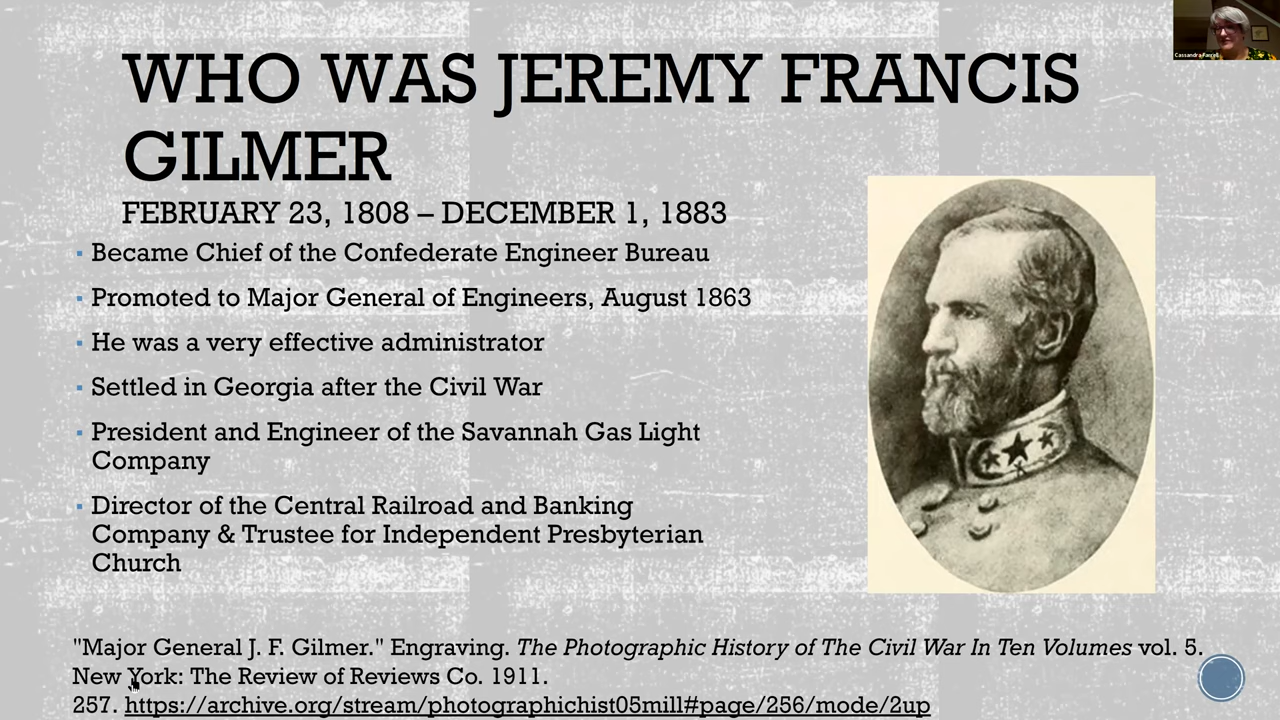 WHO WAS JEREMY FRANCIS
GILMER
FEBRUARY 23, 1808 – DECEMBER 1, 1883
Became Chief of the Confederate Engineer Bureau
Promoted to Major General of Engineers, August 1863
He was a very effective administrator
Settled in Georgia after the Civil War
President and Engineer of the Savannah Gas Light
Company
Director of the Central Railroad and Banking
Company & Trustee for Independent Presbyterian
Church
"Major General J. F. Gilmer." Engraving. The Photographic History of The Civil War In Ten Volumes vol. 5.
New York: The Review of Reviews Co. 1911.
257. https://archive.org/stream/photographichist05mill#page/256/mode/2up
Cassandra Farrell